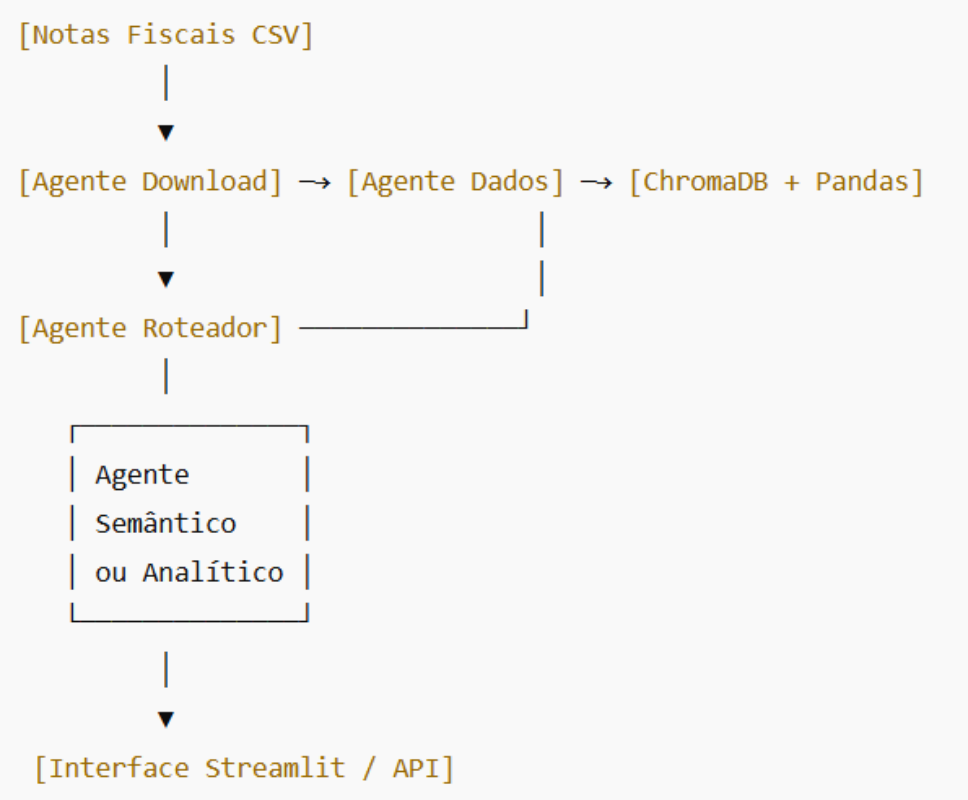 [Notas Fiscais CSV]
[Agente Download] → [Agente Dados] → [ChromaDB + Pandas]
[Agente Roteador]
Agente
Semântico
ou Analítico
[Interface Streamlit / API]